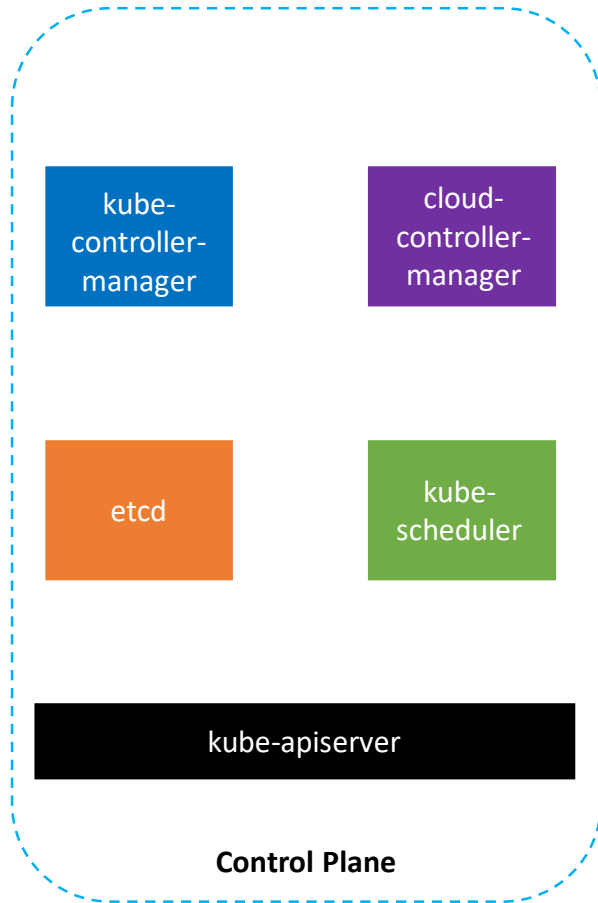 kube-
controller-
manager
cloud-
controller-
manager
etcd
kube-
scheduler
kube-apiserver
Control Plane